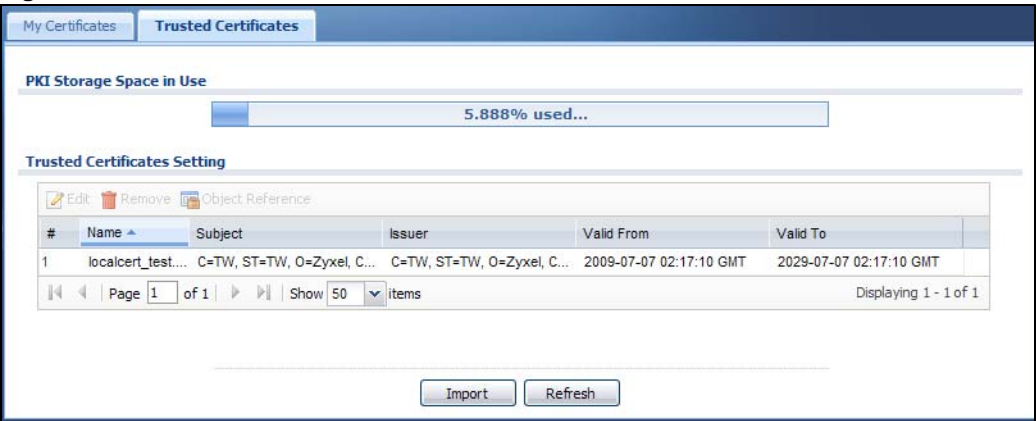 My Certificates Trusted Certificates
PKI Storage Space in Use
5.888% used...
Trusted Certificates Setting
Edit Remove Object Reference
# Name Subject Issuer Valid From Valid To
1 localcert_test.... C=TW, ST=TW, O=Zyxel, C... C=TW, ST=TW, O=Zyxel, C... 2009-07-07 02:17:10 GMT 2029-07-07 02:17:10 GMT
Page 1 of 1 Show 50 items Displaying 1 - 1 of 1
Import Refresh